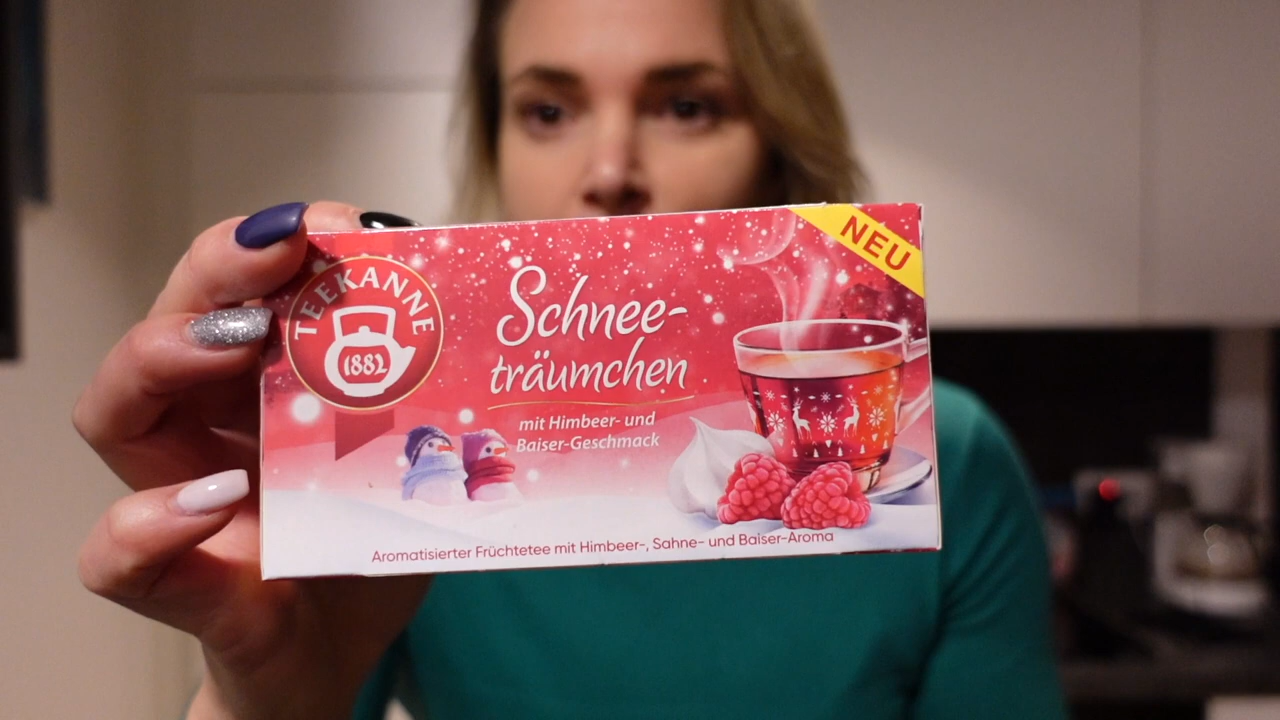 TEEKANNE
1882
Schnee-
träumchen
mit Himbeer- und
Baiser-Geschmack
NEU
Aromatisierter Früchtetee mit Himbeer-, Sahne- und Baiser-Aroma